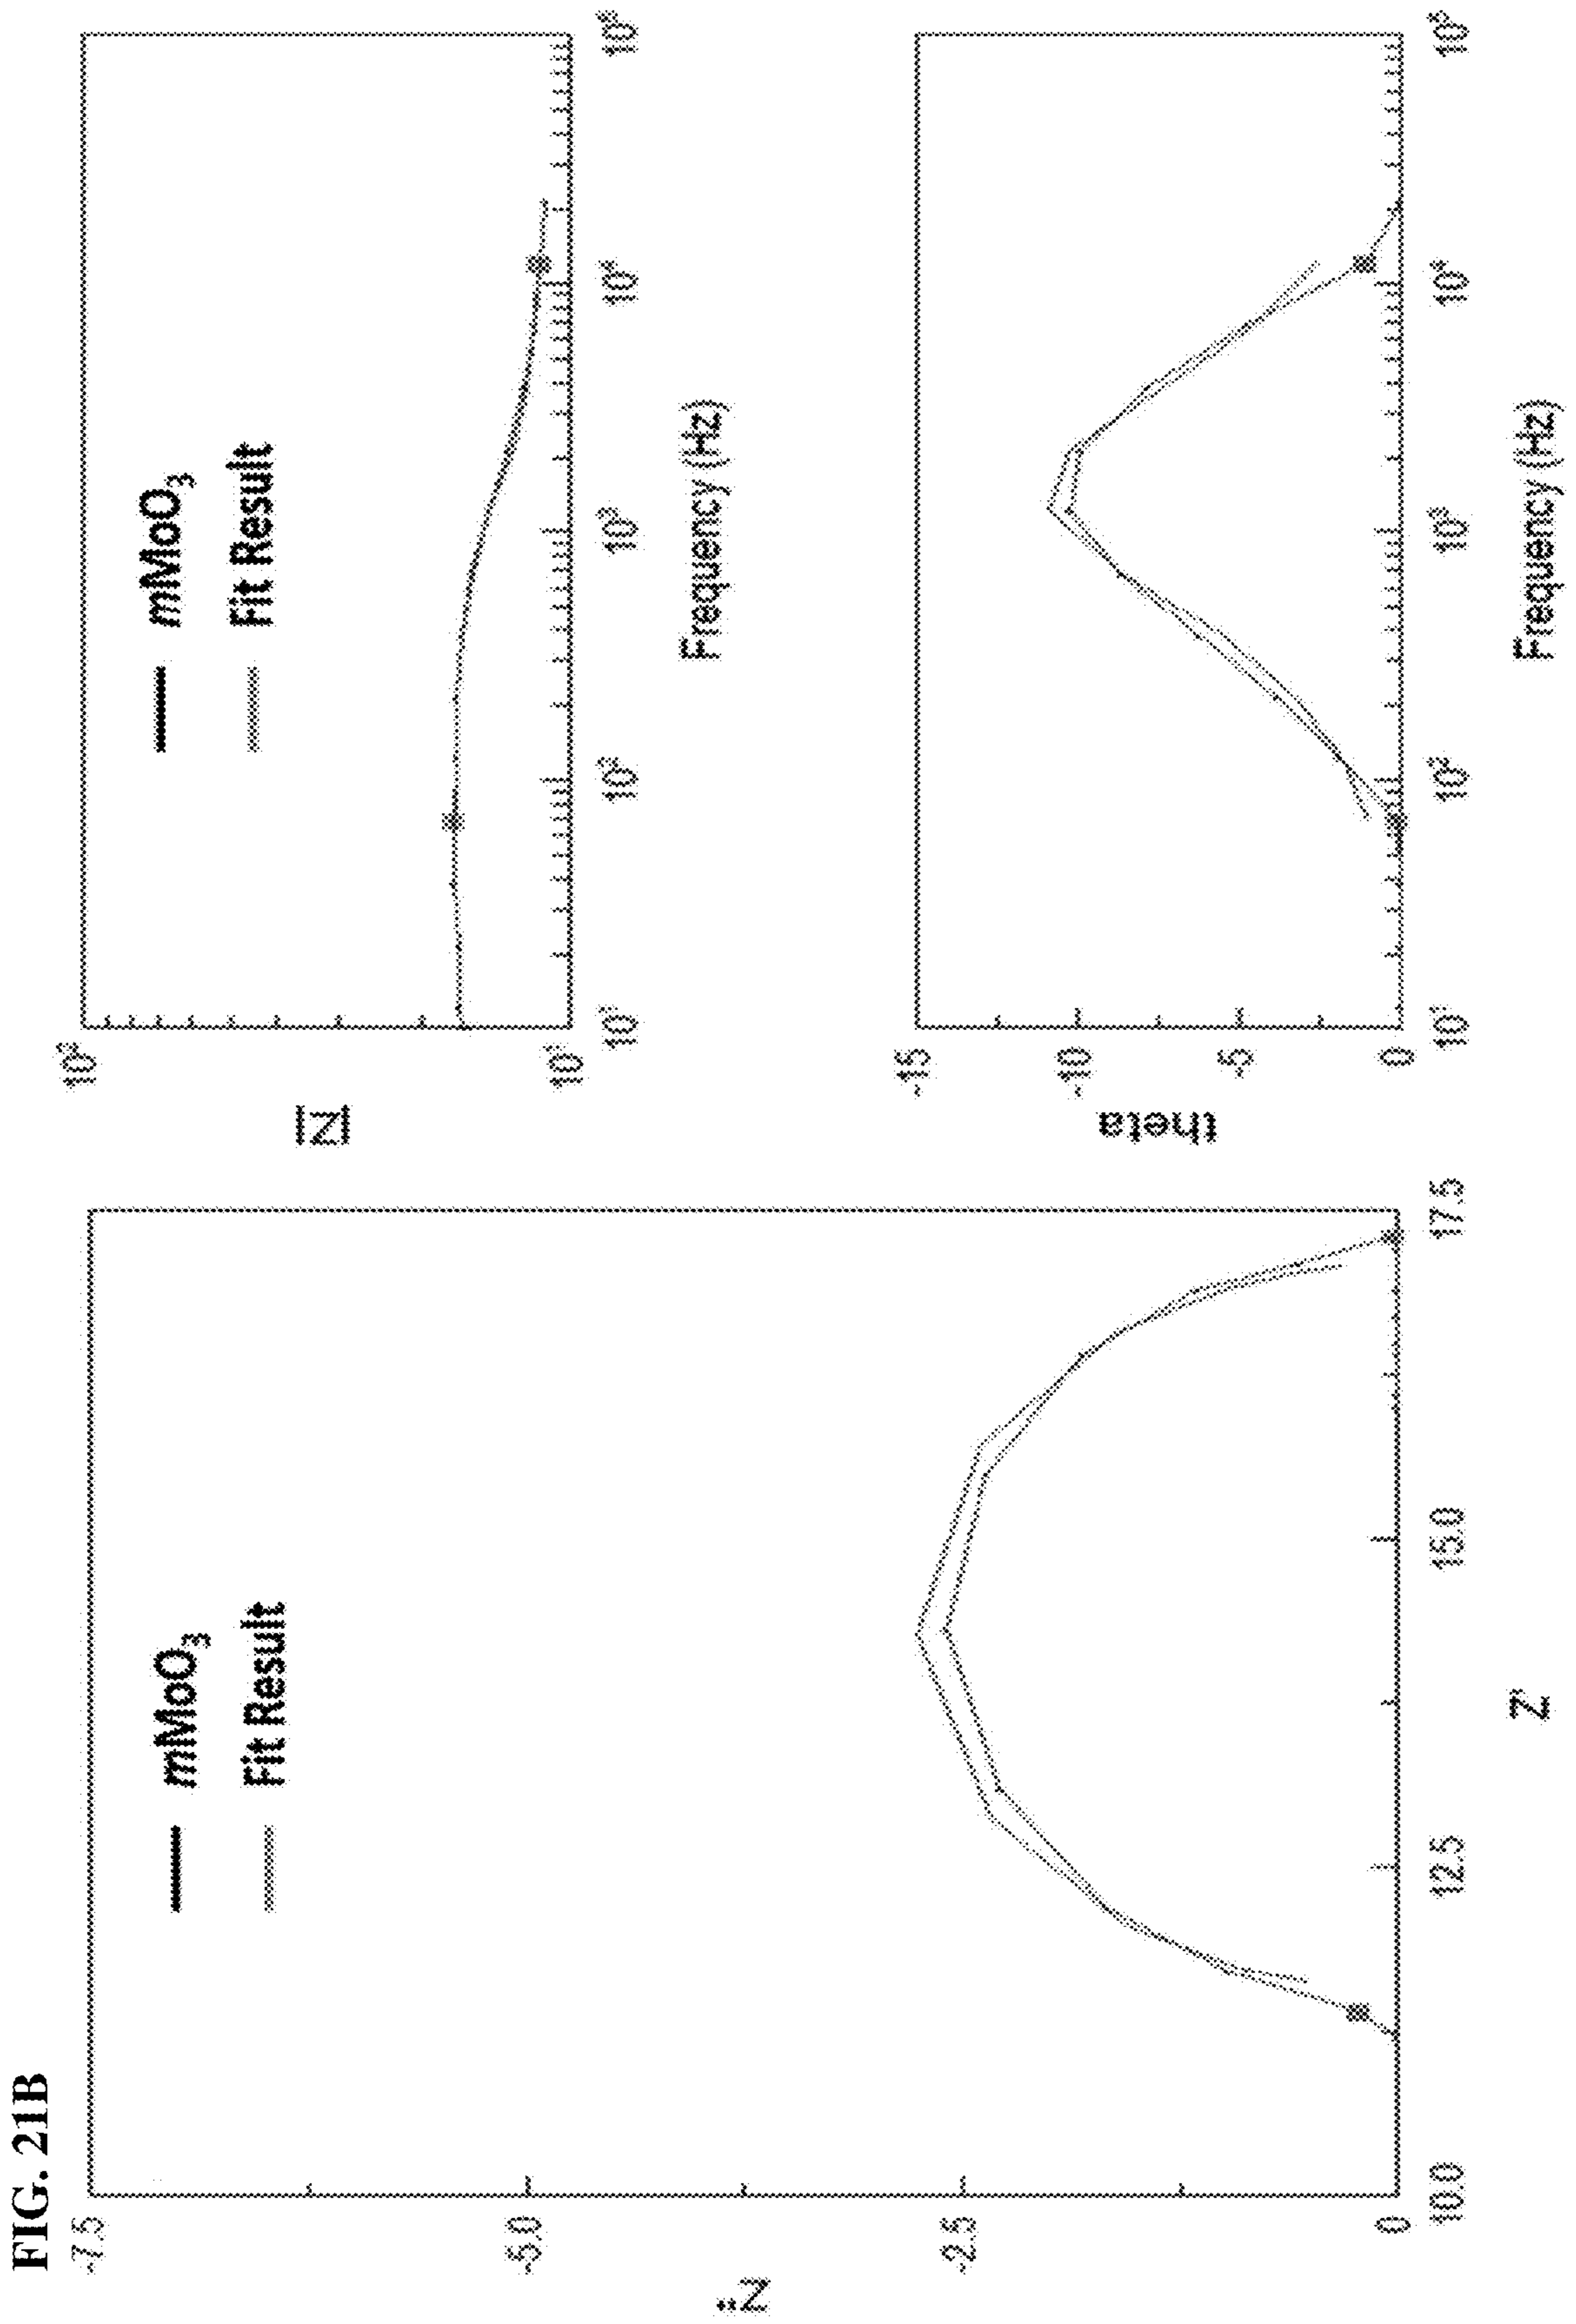 FIG. 21B
-7.5
-5.0
-2.5
0
Z''
mMoO3
Fit Result
10.0
12.5
15.0
17.5
Z'
10²
10¹
|Z|
mMoO3
Fit Result
10¹
10²
10³
10⁴
10⁵
Frequency (Hz)
-15
-10
-5
0
theta
10¹
10²
10³
10⁴
10⁵
Frequency (Hz)